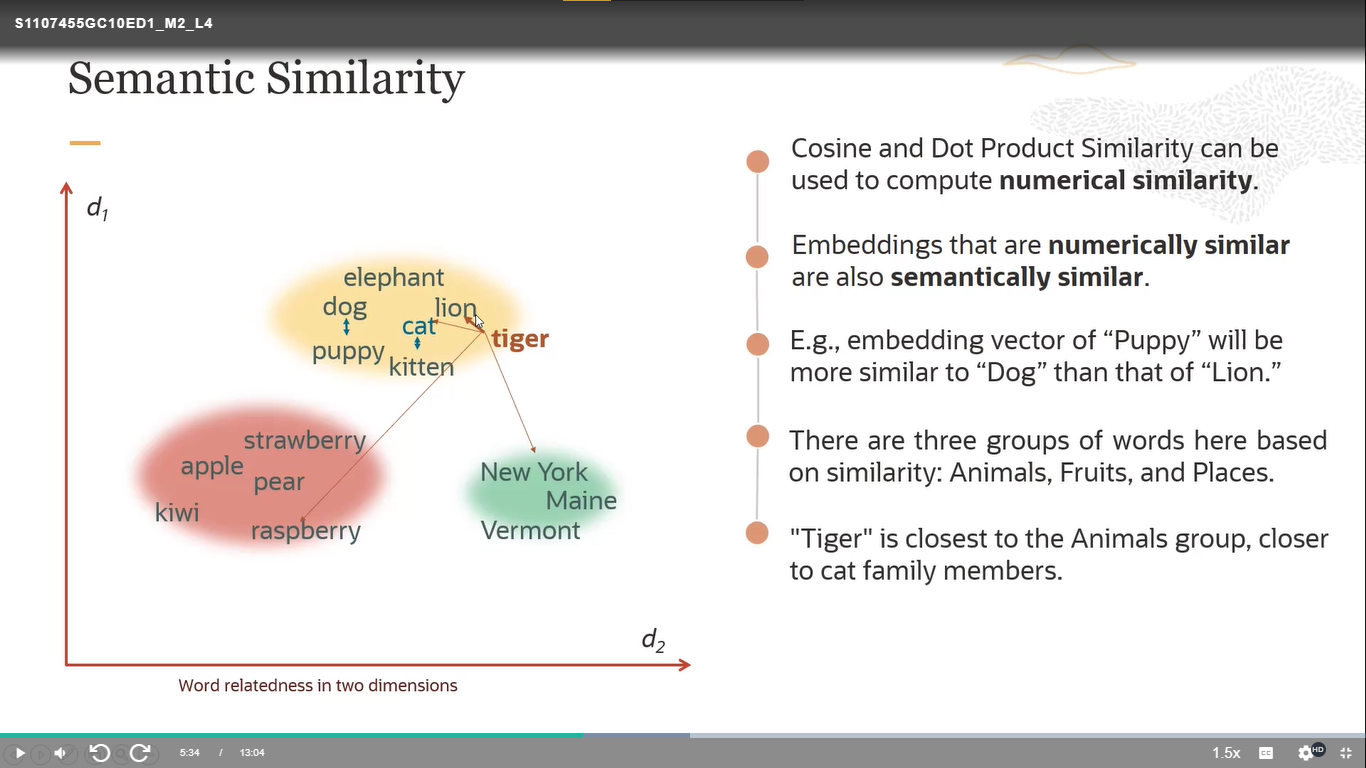 S1107455GC10ED1_M2_L4
Semantic Similarity
d1
elephant
dog
lion
cat
tiger
puppy
kitten
strawberry
apple
pear
kiwi
raspberry
New York
Maine
Vermont
d2
Word relatedness in two dimensions
Cosine and Dot Product Similarity can be
used to compute numerical similarity.
Embeddings that are numerically similar
are also semantically similar.
E.g., embedding vector of “Puppy” will be
more similar to “Dog” than that of “Lion.”
There are three groups of words here based
on similarity: Animals, Fruits, and Places.
"Tiger" is closest to the Animals group, closer
to cat family members.
5:34 / 13:04
1.5x
CC
HD